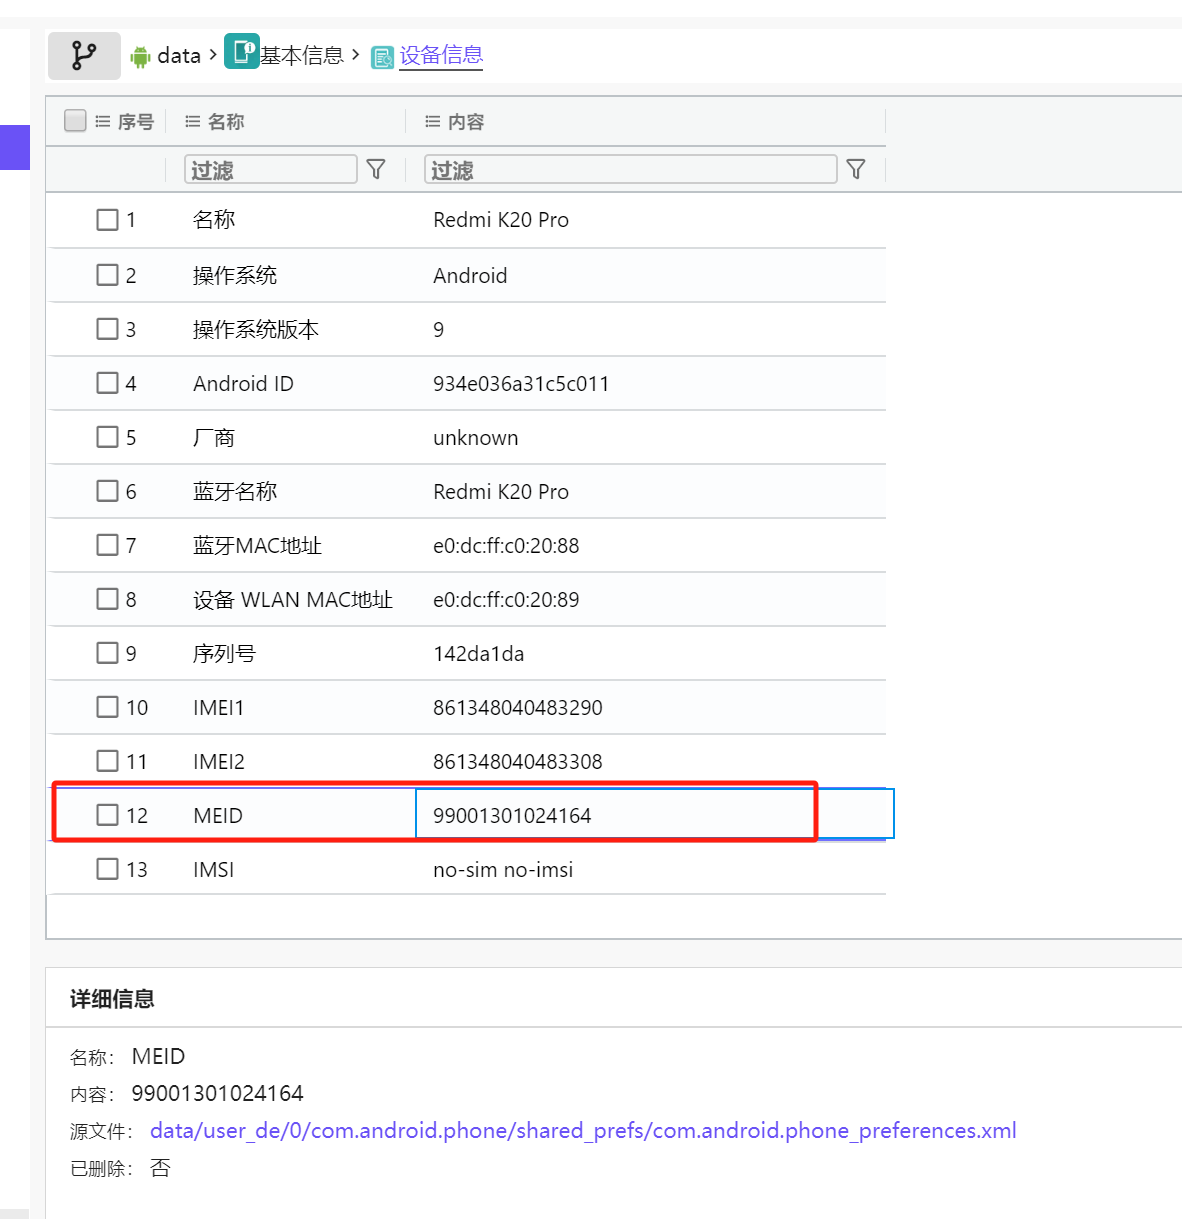 data > 基本信息 > 设备信息
序号 名称 内容
过滤 过滤
1 名称 Redmi K20 Pro
2 操作系统 Android
3 操作系统版本 9
4 Android ID 934e036a31c5c011
5 厂商 unknown
6 蓝牙名称 Redmi K20 Pro
7 蓝牙MAC地址 e0:dc:ff:c0:20:88
8 设备 WLAN MAC地址 e0:dc:ff:c0:20:89
9 序列号 142da1da
10 IMEI1 861348040483290
11 IMEI2 861348040483308
12 MEID 99001301024164
13 IMSI no-sim no-imsi
详细信息
名称: MEID
内容: 99001301024164
源文件: data/user_de/0/com.android.phone/shared_prefs/com.android.phone_preferences.xml
已删除: 否